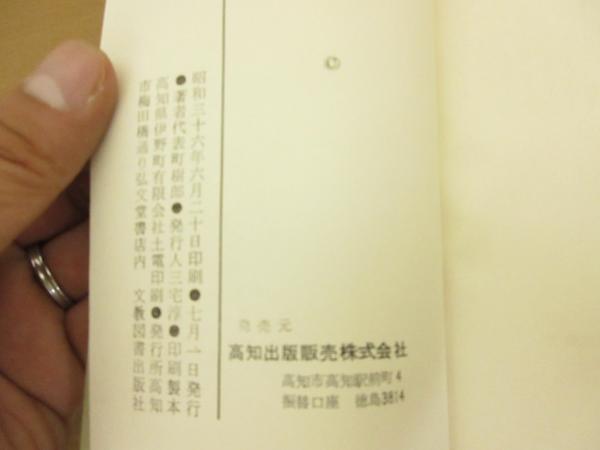 昭和三十六年六月二十日印刷●七月一日発行
●著者代表町樹郎●発行人三宅淳●印刷製本
高知県伊野町有限会社土電印刷●発行所高知
市梅田橋通り弘文堂書店内 文教図書出版社
発売元
高知出版販売株式会社
高知市高知駅前町4
振替口座 徳島3814